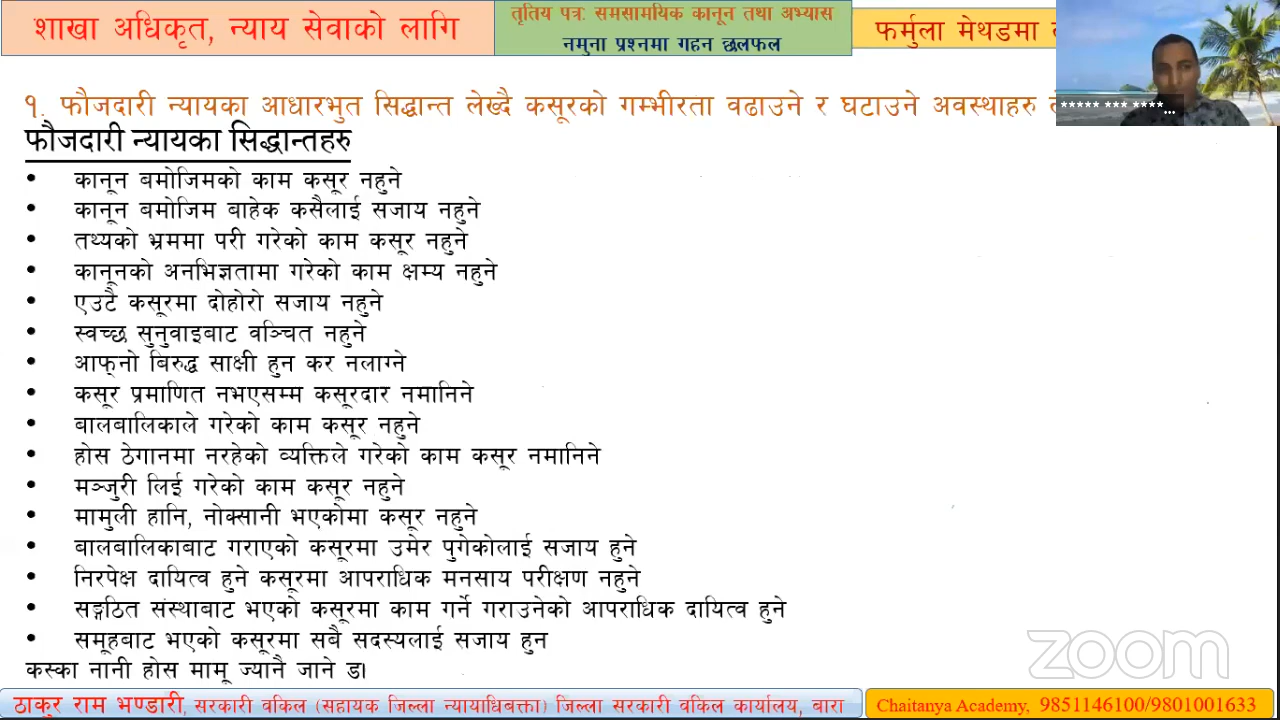 शाखा अधिकृत, न्याय सेवाको लागि
तृतिय पत्र: समसामयिक कानून तथा अभ्यास
नमुना प्रश्नमा गहन छलफल
फर्मुला मेथडमा
***** *** ****...
१. फौजदारी न्यायका आधारभुत सिद्धान्त लेख्दै कसूरको गम्भीरता वढाउने र घटाउने अवस्थाहरु
फौजदारी न्यायका सिद्धान्तहरु
• कानून बमोजिमको काम कसूर नहुने
• कानून बमोजिम बाहेक कसैलाई सजाय नहुने
• तथ्यको भ्रममा परी गरेको काम कसूर नहुने
• कानूनको अनभिज्ञतामा गरेको काम क्षम्य नहुने
• एउटै कसूरमा दोहोरो सजाय नहुने
• स्वच्छ सुनुवाइबाट वञ्चित नहुने
• आफ्‌नो बिरुद्ध साक्षी हुन कर नलाग्ने
• कसूर प्रमाणित नभएसम्म कसूरदार नमानिने
• बालबालिकाले गरेको काम कसूर नहुने
• होस ठेगानमा नरहेको व्यक्तिले गरेको काम कसूर नमानिने
• मञ्जुरी लिई गरेको काम कसूर नहुने
• मामुली हानि, नोक्सानी भएकोमा कसूर नहुने
• बालबालिकाबाट गराएको कसूरमा उमेर पुगेकोलाई सजाय हुने
• निरपेक्ष दायित्व हुने कसूरमा आपराधिक मनसाय परीक्षण नहुने
• सङ्गठित संस्थाबाट भएको कसूरमा काम गर्ने गराउनेको आपराधिक दायित्व हुने
• समूहबाट भएको कसूरमा सबै सदस्यलाई सजाय हुन
कस्का नानी होस मामू ज्यानै जाने ड।
zoom
ठाकुर राम भण्डारी, सरकारी वकिल (सहायक जिल्ला न्यायाधिबक्ता) जिल्ला सरकारी वकिल कार्यालय, बारा
Chaitanya Academy, 9851146100/9801001633